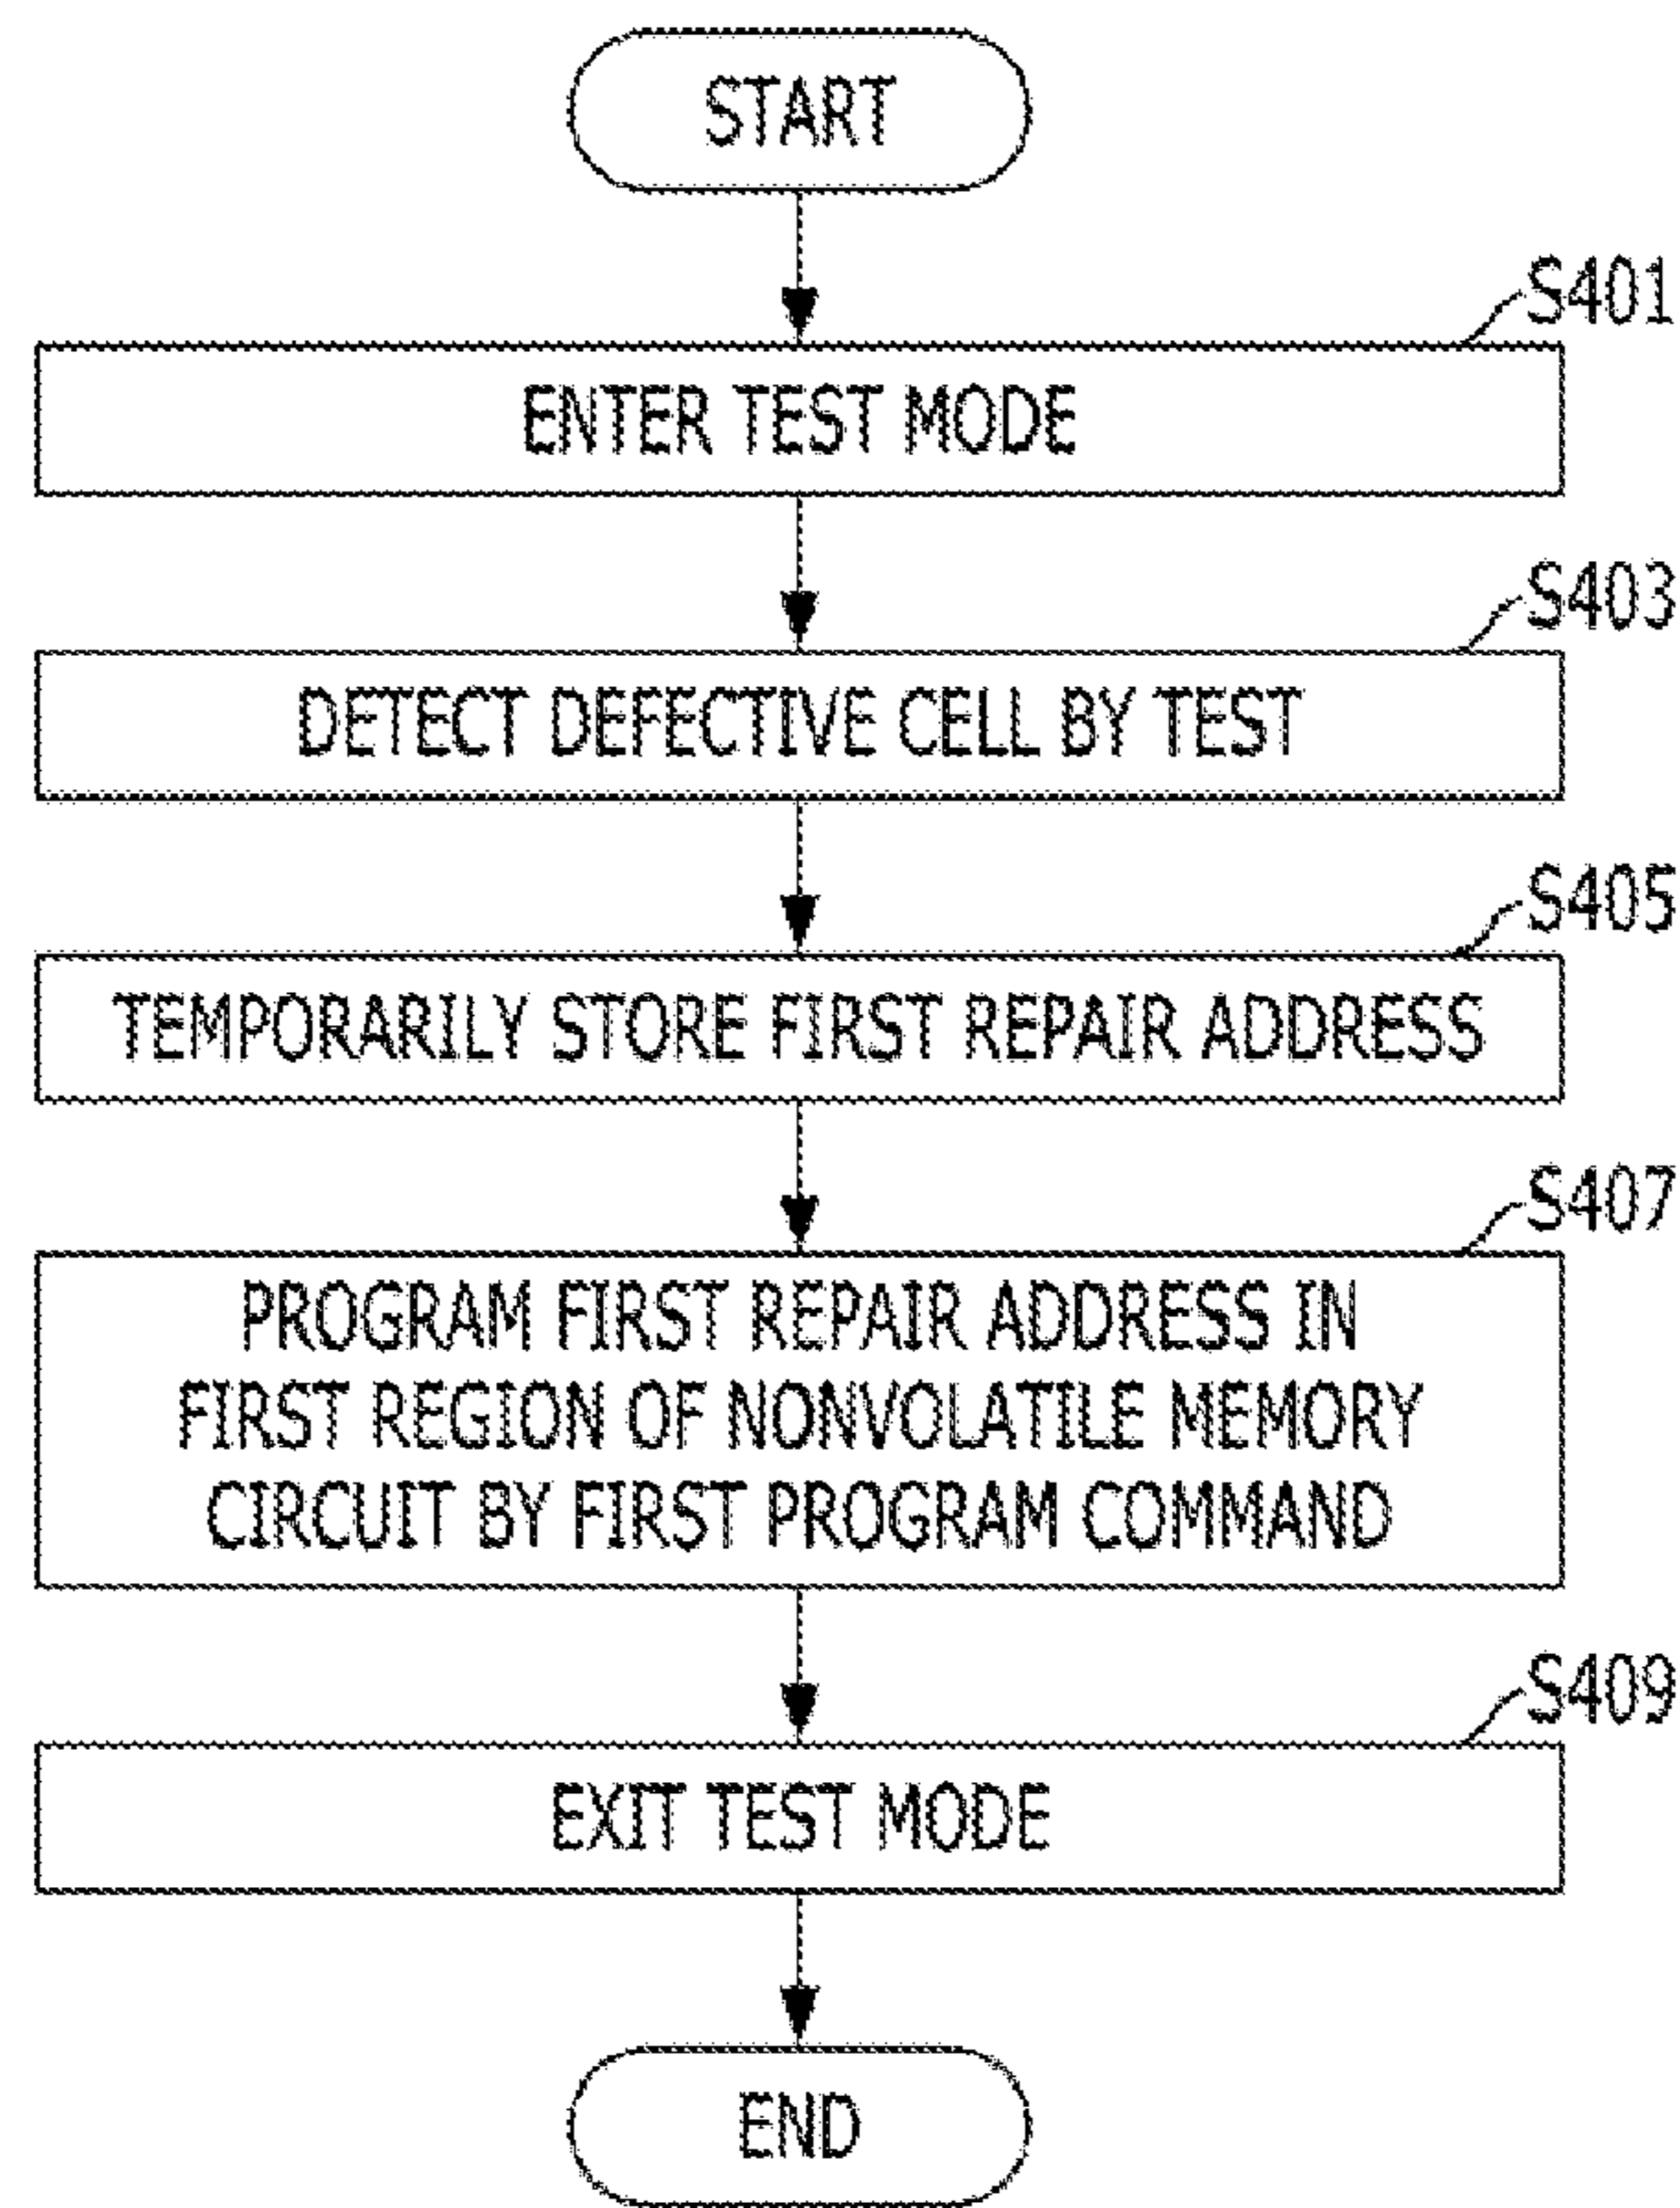 START
S401
ENTER TEST MODE
S403
DETECT DEFECTIVE CELL BY TEST
S405
TEMPORARILY STORE FIRST REPAIR ADDRESS
S407
PROGRAM FIRST REPAIR ADDRESS IN
FIRST REGION OF NONVOLATILE MEMORY
CIRCUIT BY FIRST PROGRAM COMMAND
S409
EXIT TEST MODE
END